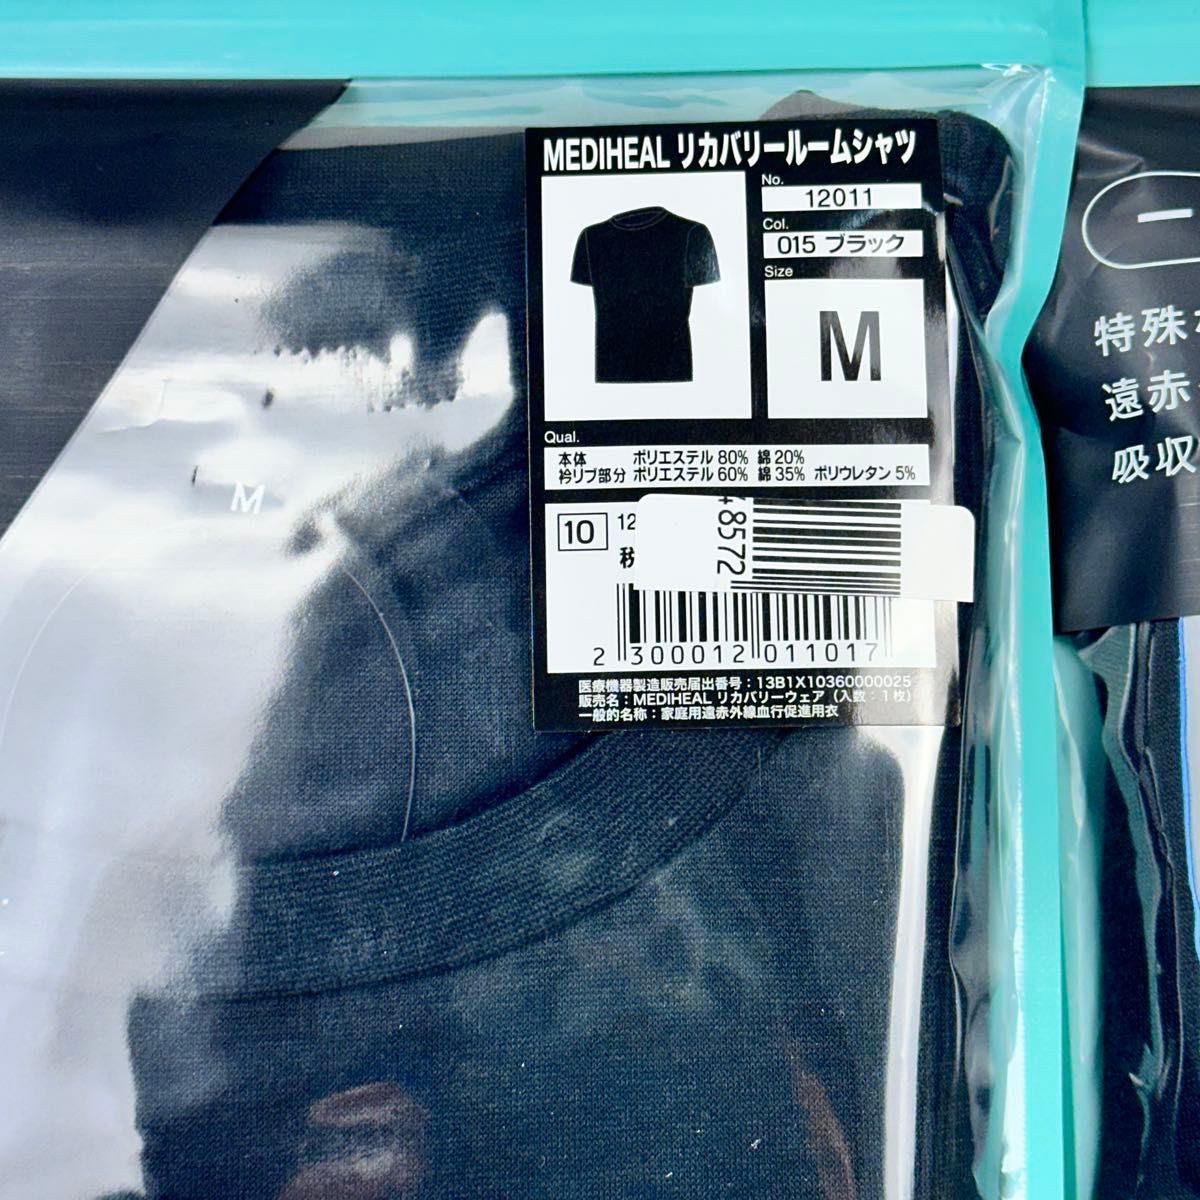 MEDIHEAL リカバリールームシャツ
No.
12011
Col.
015 ブラック
Size
M
Qual.
本体 ポリエステル 80% 綿 20%
衿リブ部分 ポリエステル 60% 綿 35% ポリウレタン 5%
10 12
税
48572
2 300012 011017
医療機器製造販売届出番号：13B1X10360000025
販売名：MEDIHEAL リカバリーウェア（入数：1枚）
一般的名称：家庭用遠赤外線血行促進用衣
M
特殊
遠赤
吸収